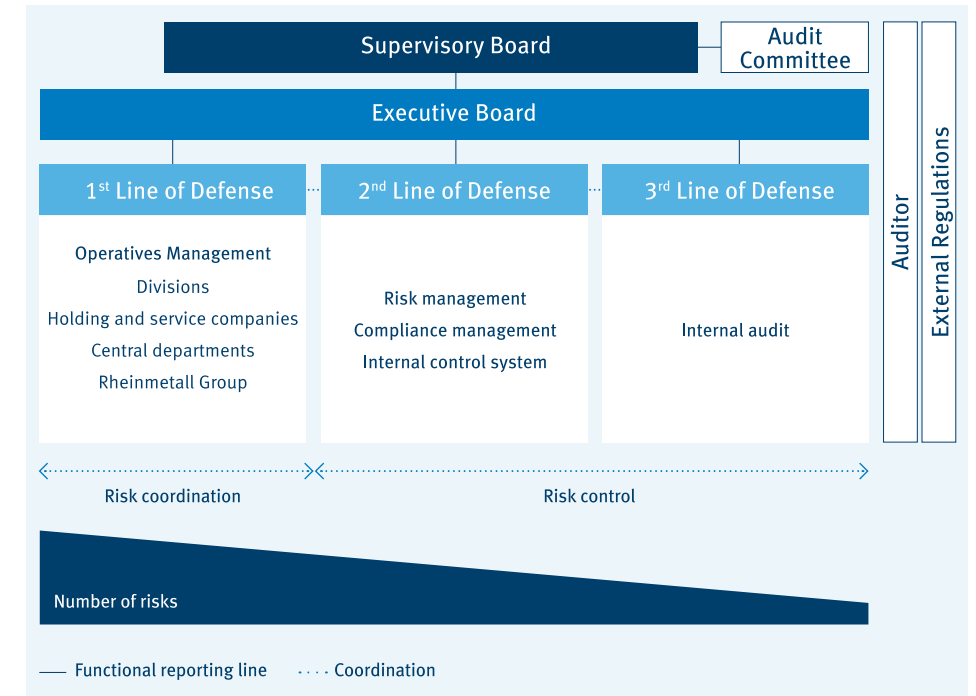 Supervisory Board
Audit
Committee
Executive Board
1st Line of Defense
2nd Line of Defense
3rd Line of Defense
Operatives Management
Divisions
Holding and service companies
Central departments
Rheinmetall Group
Risk management
Compliance management
Internal control system
Internal audit
Auditor
External Regulations
Risk coordination
Risk control
Number of risks
Functional reporting line
Coordination